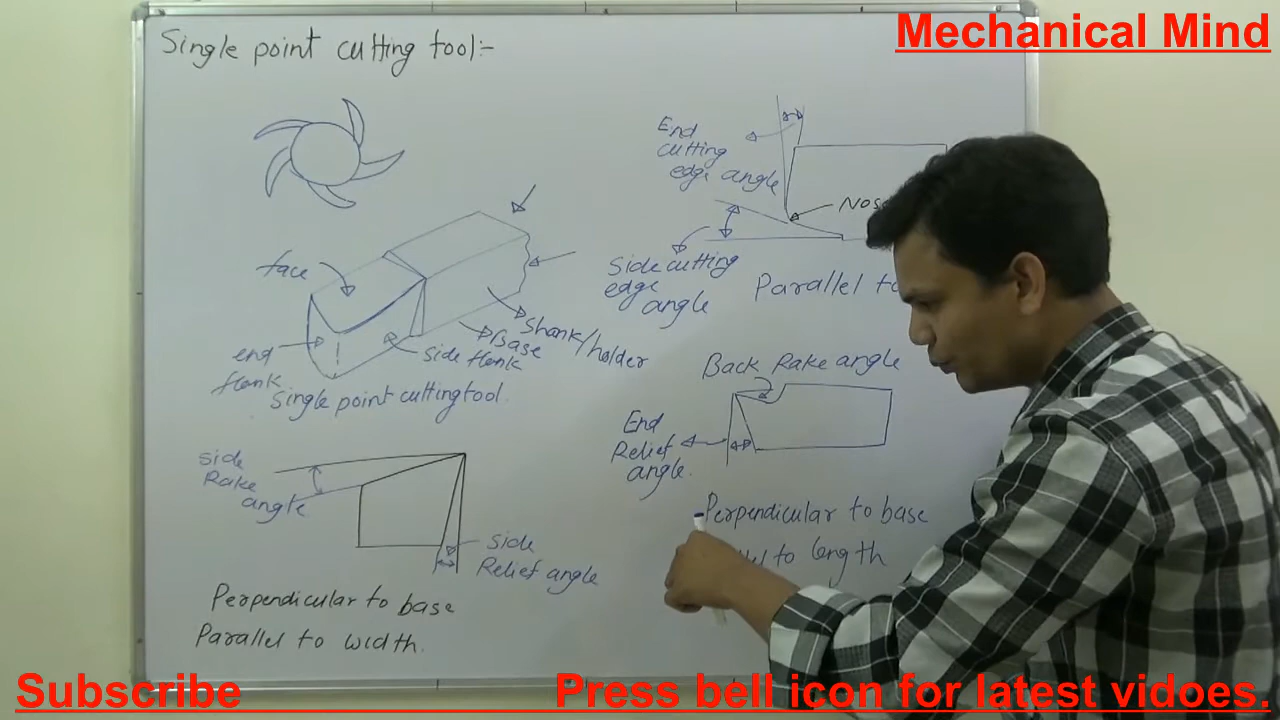 Mechanical Mind
Single point cutting tool:-
End
cutting
edge angle
Nose
face
Side cutting
edge
angle
Parallel to
Shank/holder
Base
side flank
end
flank
Single point cutting tool.
Back Rake angle
End
Relief
angle.
side
Rake
angle
side
Relief angle
Perpendicular to base
to length
Perpendicular to base
Parallel to width.
Subscribe
Press bell icon for latest vidoes.